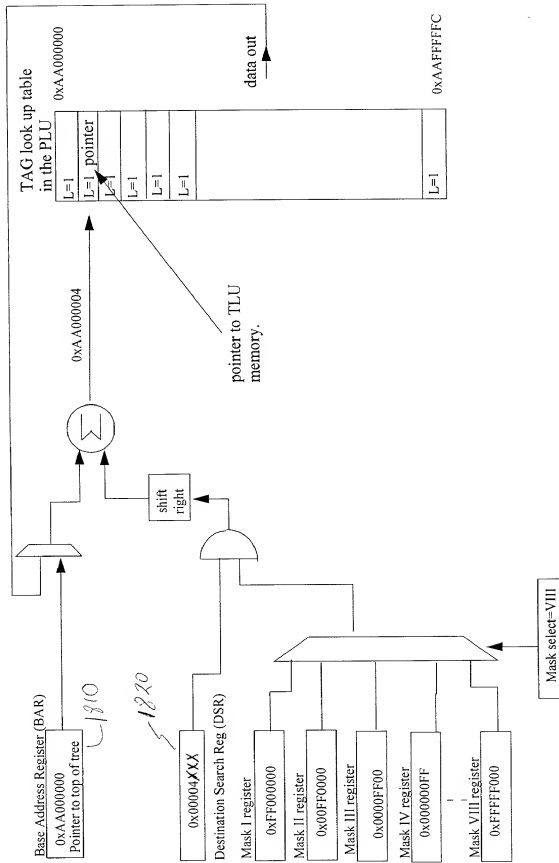 Base Address Register (BAR)
0xAA000000
Pointer to top of tree
1810
1820
0x00004XXX
Destination Search Reg (DSR)
Mask I register
0xFF000000
Mask II register
0x00FF0000
Mask III register
0x0000FF00
Mask IV register
0x000000FF
Mask VIII register
0xFFFFF000
Mask select=VIII
shift
right
Σ
0xAA000004
pointer to TLU
memory.
TAG look up table
in the PLU
L=1
L=1 pointer
L=1
L=1
L=1
L=1
L=1
0xAA000000
data out
0xAAFFFFFC